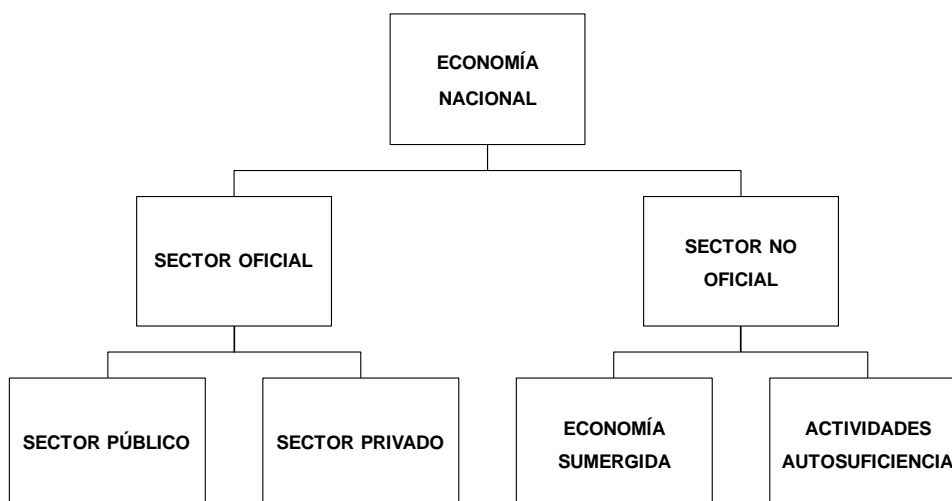 ECONOMÍA
NACIONAL
SECTOR OFICIAL
SECTOR NO
OFICIAL
SECTOR PÚBLICO
SECTOR PRIVADO
ECONOMÍA
SUMERGIDA
ACTIVIDADES
AUTOSUFICIENCIA